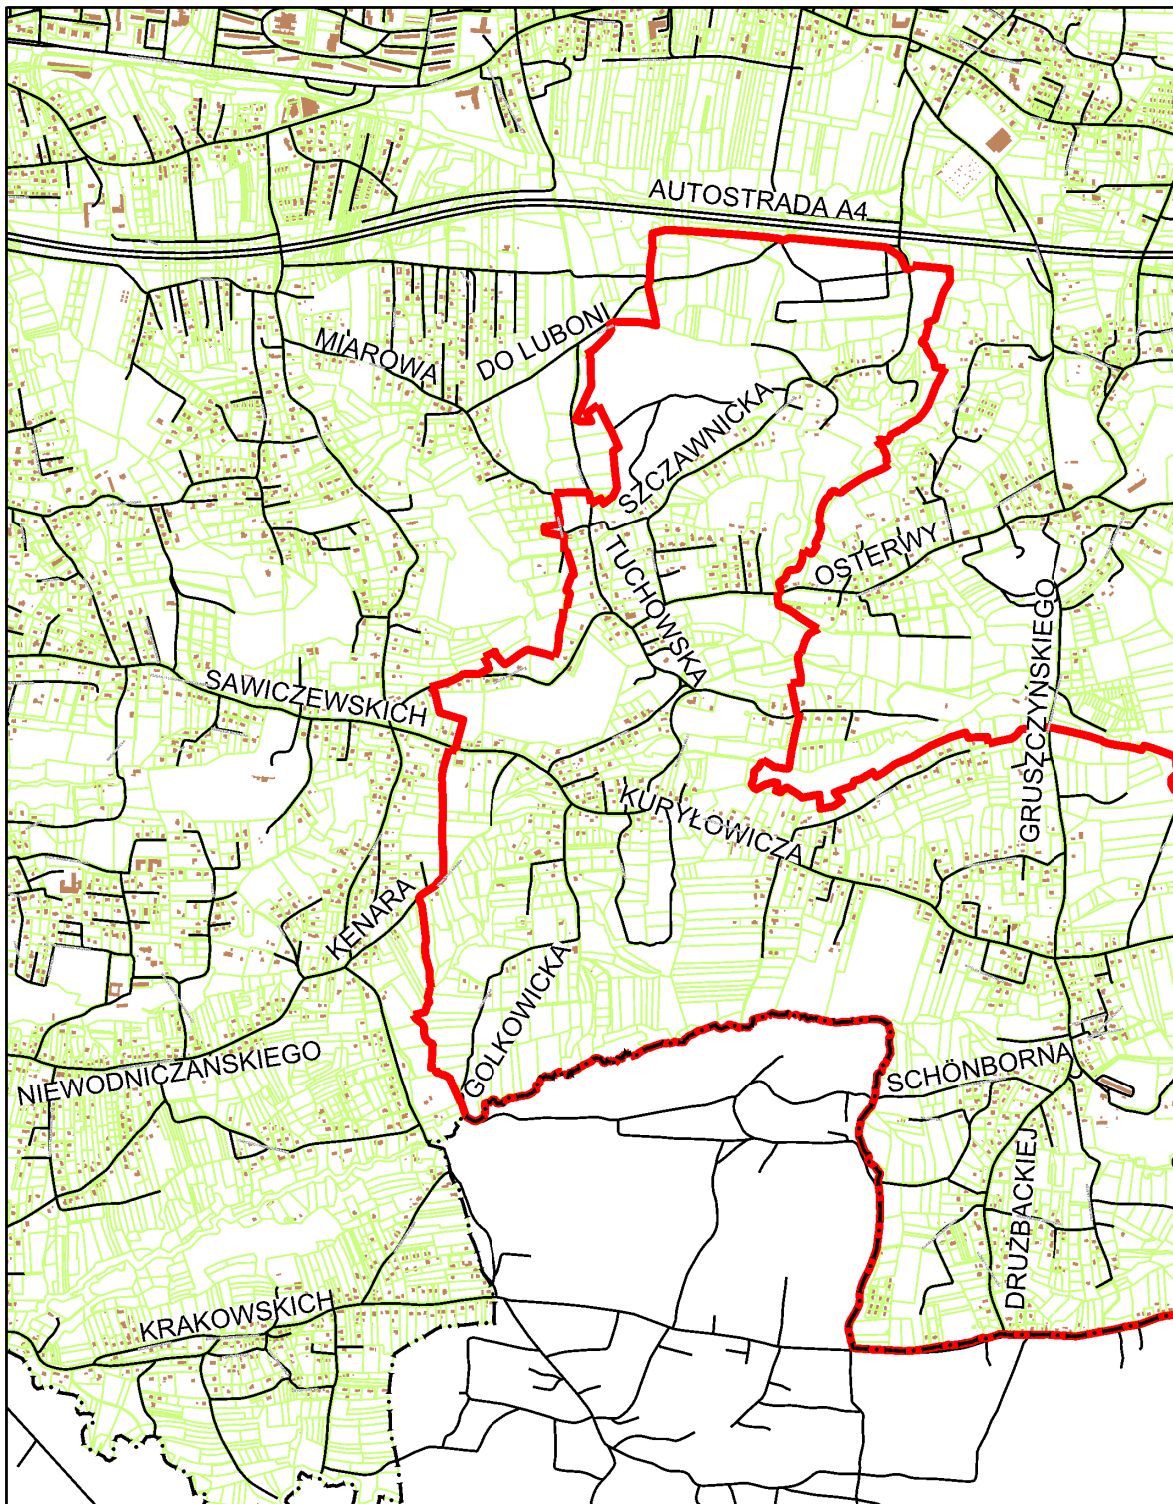 AUTOSTRADA A4
MIAROWA
DO LUBONI
SZCZAWNICKA
TUCHOWSKA
OSTERWY
GRUSZCZYŃSKIEGO
SAWICZEWSKICH
KURYŁOWICZA
KENARA
GOLKOWICKA
NIEWODNICZAŃSKIEGO
SCHÖNBORNA
DRUŻBACKIEJ
KRAKOWSKICH